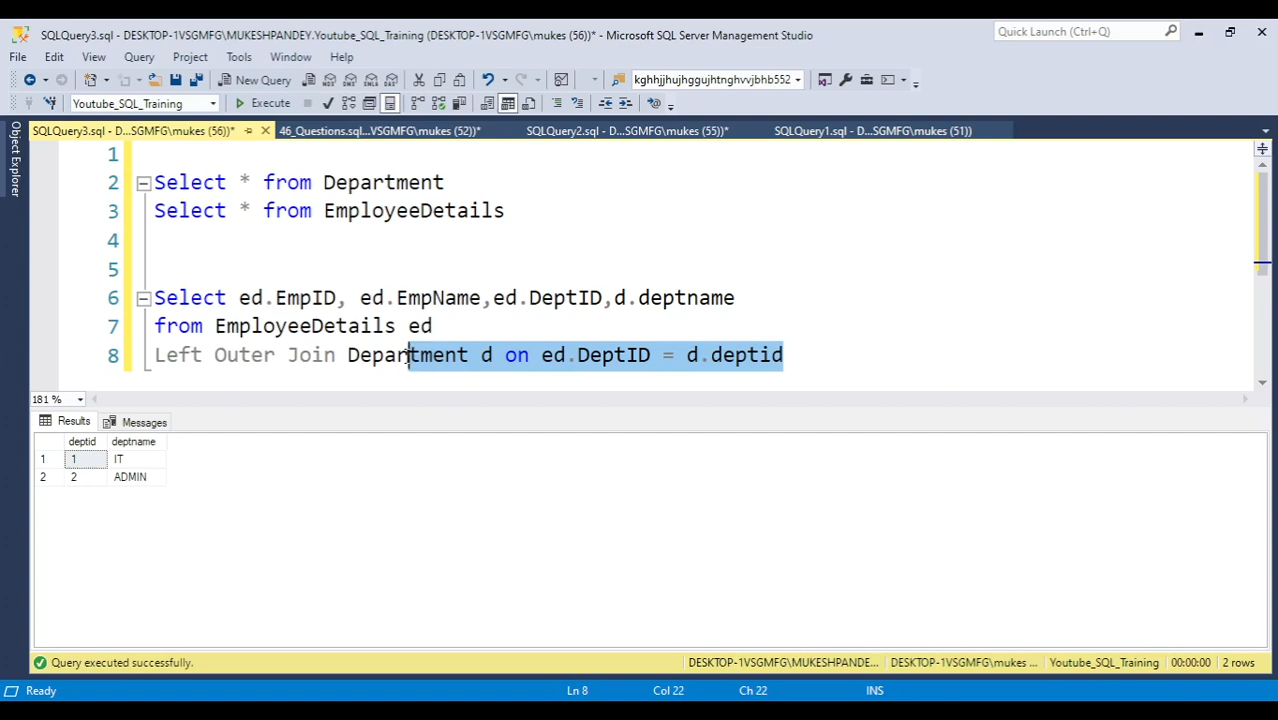 SQLQuery3.sql - DESKTOP-1VSGMFG\MUKESHPANDEY.Youtube_SQL_Training (DESKTOP-1VSGMFG\mukes (56))* - Microsoft SQL Server Management Studio
Quick Launch (Ctrl+Q)
File Edit View Query Project Tools Window Help
New Query kghhjjhujhggujhtnghvvjbhb552
Youtube_SQL_Training Execute
SQLQuery3.sql - D...SGMFG\mukes (56))* 46_Questions.sql...VSGMFG\mukes (52))* SQLQuery2.sql - D...SGMFG\mukes (55))* SQLQuery1.sql - D...SGMFG\mukes (51))
Object Explorer
1
2 Select * from Department
3 Select * from EmployeeDetails
4
5
6 Select ed.EmpID, ed.EmpName,ed.DeptID,d.deptname
7 from EmployeeDetails ed
8 Left Outer Join Department d on ed.DeptID = d.deptid
181 %
Results Messages
deptid deptname
1 1 IT
2 2 ADMIN
Query executed successfully. DESKTOP-1VSGMFG\MUKESHPANDE... DESKTOP-1VSGMFG\mukes ... Youtube_SQL_Training 00:00:00 2 rows
Ready Ln 8 Col 22 Ch 22 INS